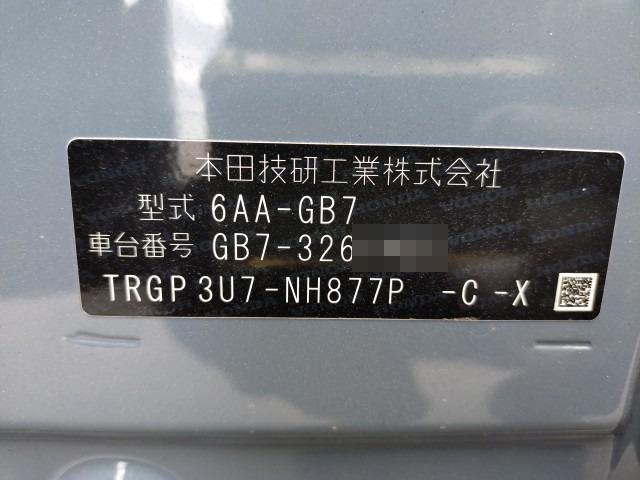 本田技研工業株式会社
型式 6AA-GB7
車台番号 GB7-326
TRGP 3U7-NH877P -C -X